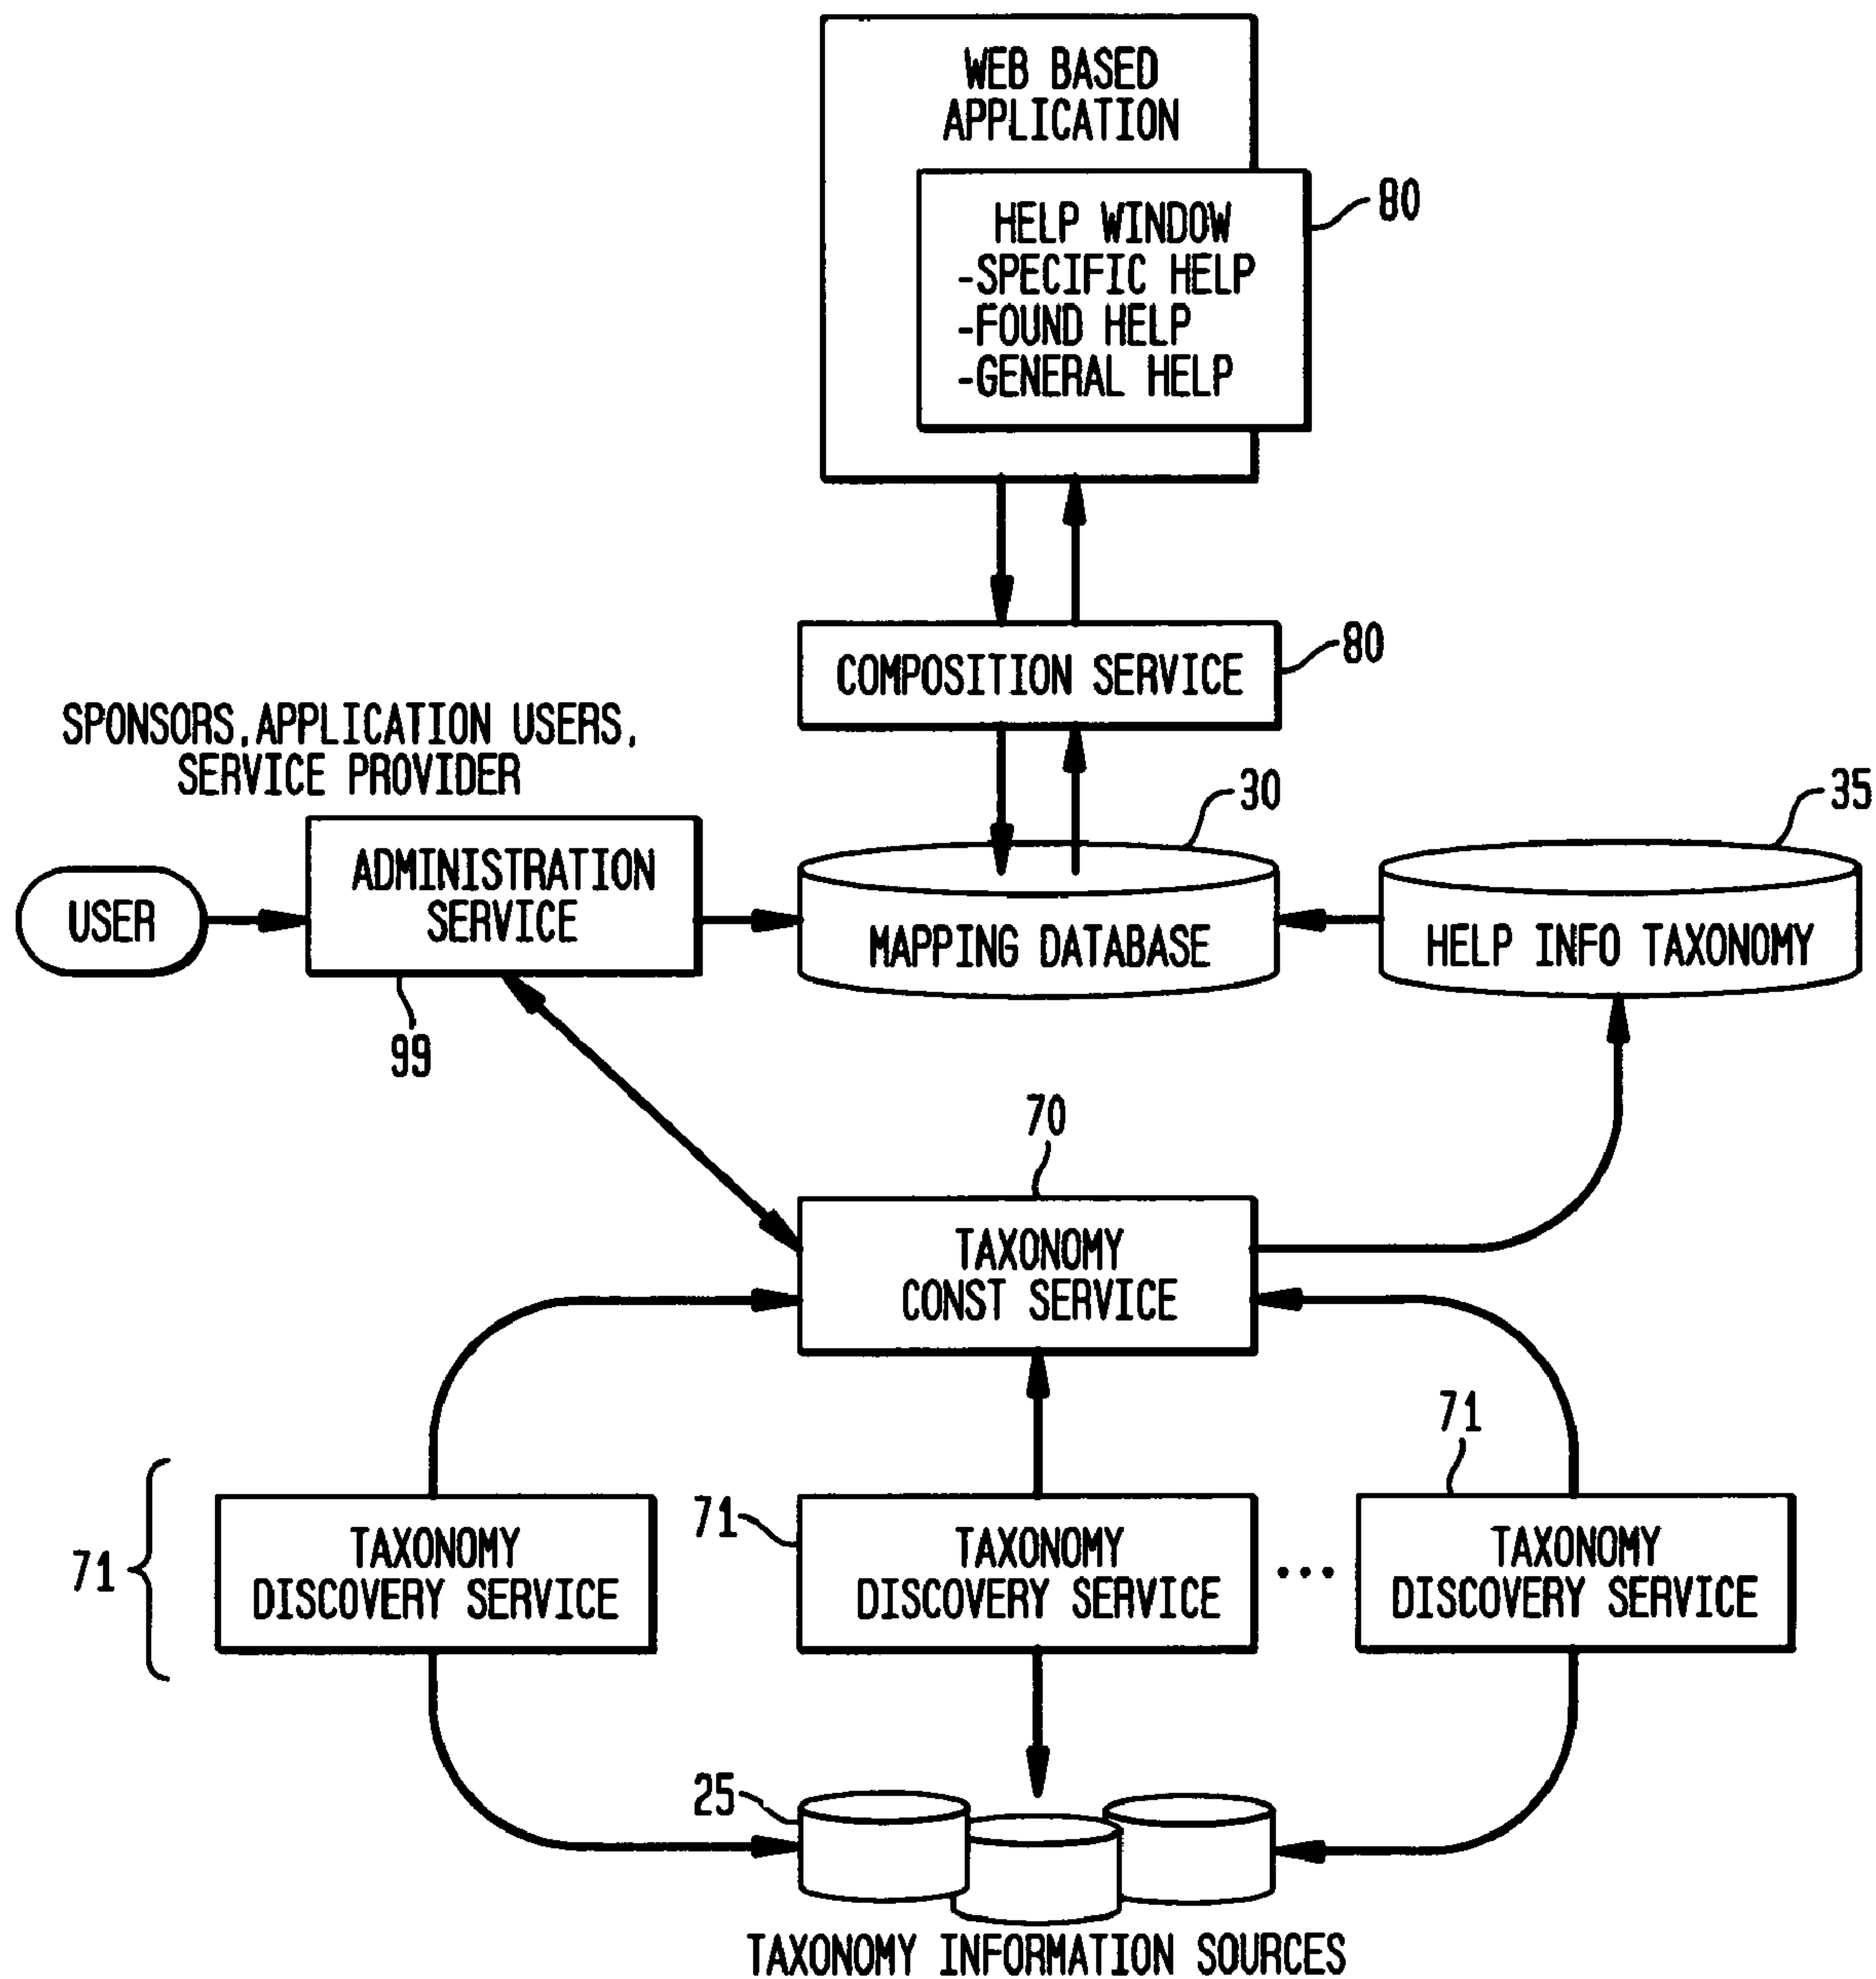 WEB BASED
APPLICATION
HELP WINDOW
-SPECIFIC HELP
-FOUND HELP
-GENERAL HELP
80
COMPOSITION SERVICE
80
SPONSORS, APPLICATION USERS,
SERVICE PROVIDER
30
35
USER
ADMINISTRATION
SERVICE
MAPPING DATABASE
HELP INFO TAXONOMY
99
70
TAXONOMY
CONST SERVICE
71
71
71
TAXONOMY
DISCOVERY SERVICE
TAXONOMY
DISCOVERY SERVICE
...
TAXONOMY
DISCOVERY SERVICE
25
TAXONOMY INFORMATION SOURCES